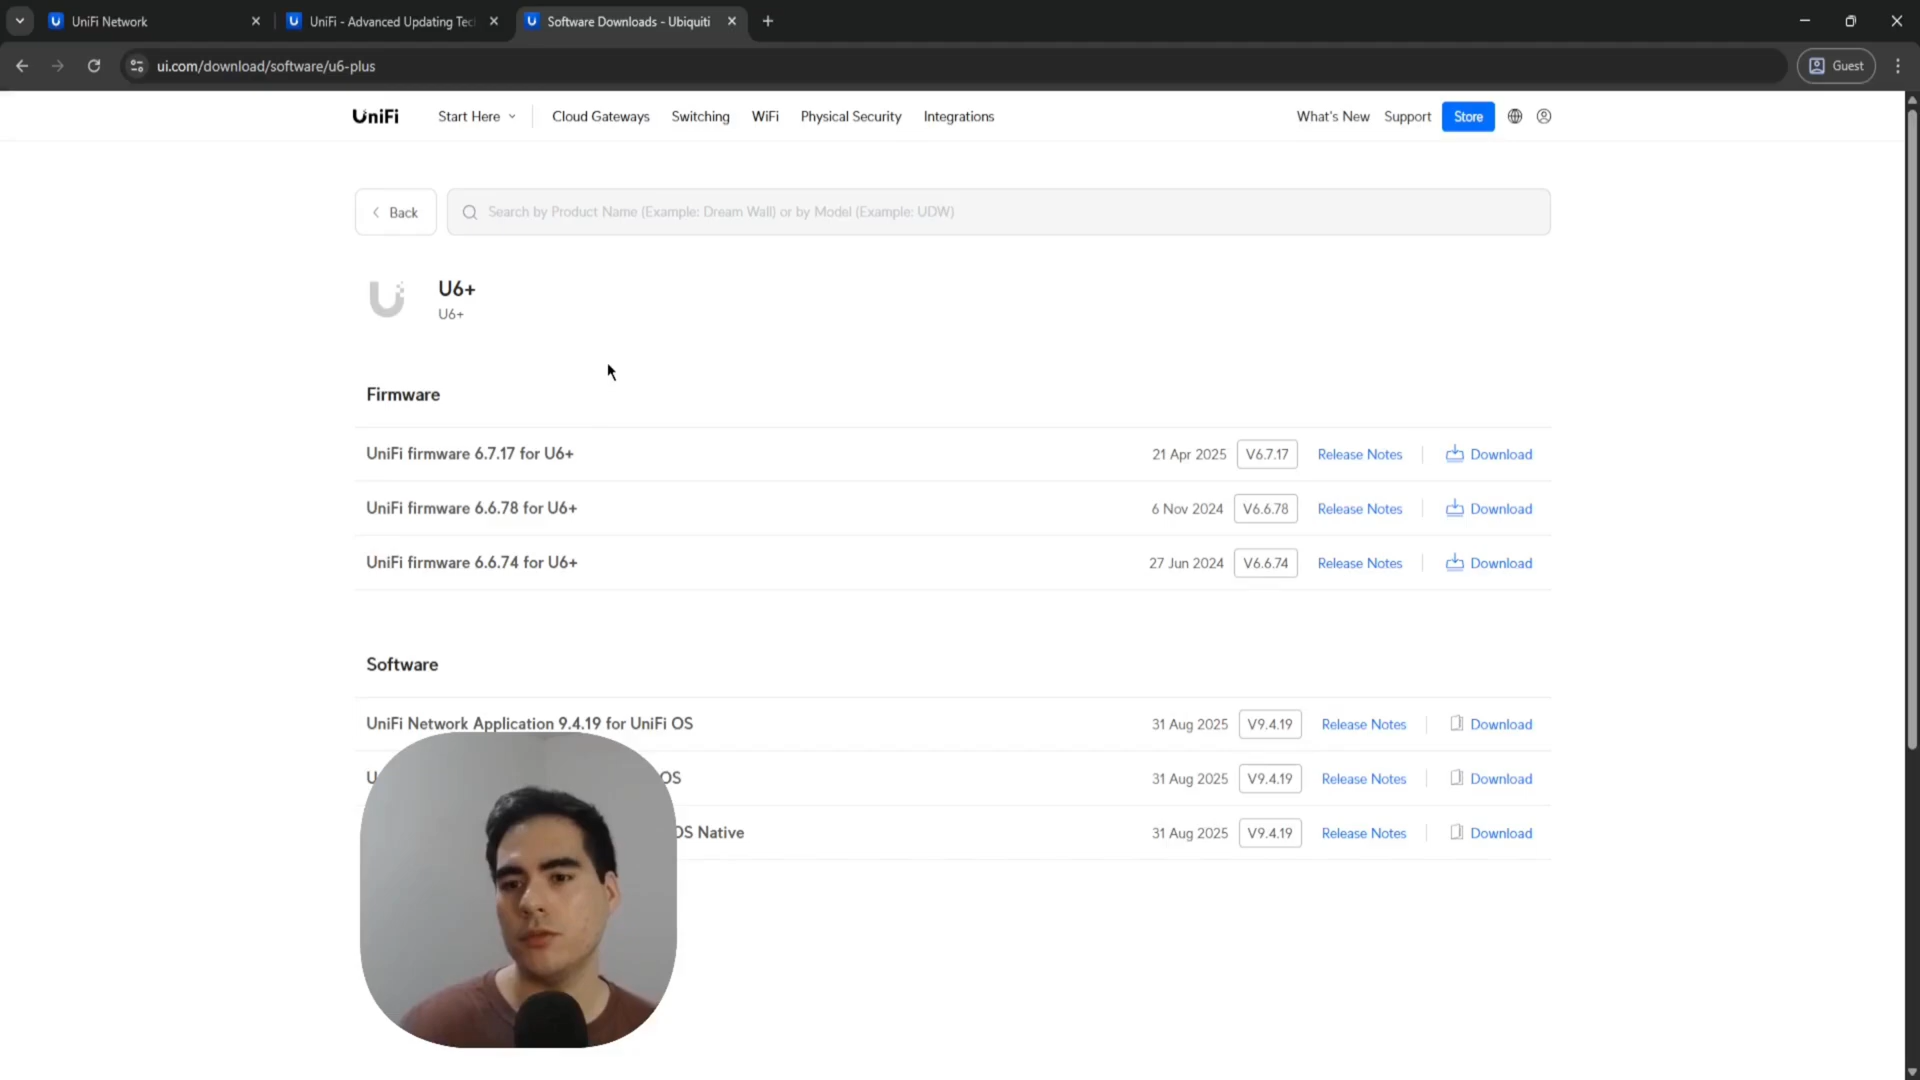 UniFi Network
UniFi - Advanced Updating Tec
Software Downloads - Ubiquiti
ui.com/download/software/u6-plus
Guest
UniFi
Start Here
Cloud Gateways
Switching
WiFi
Physical Security
Integrations
What's New
Support
Store
Back
Search by Product Name (Example: Dream Wall) or by Model (Example: UDW)
U6+
U6+
Firmware
UniFi firmware 6.7.17 for U6+ 21 Apr 2025 V6.7.17 Release Notes Download
UniFi firmware 6.6.78 for U6+ 6 Nov 2024 V6.6.78 Release Notes Download
UniFi firmware 6.6.74 for U6+ 27 Jun 2024 V6.6.74 Release Notes Download
Software
UniFi Network Application 9.4.19 for UniFi OS 31 Aug 2025 V9.4.19 Release Notes Download
OS 31 Aug 2025 V9.4.19 Release Notes Download
OS Native 31 Aug 2025 V9.4.19 Release Notes Download